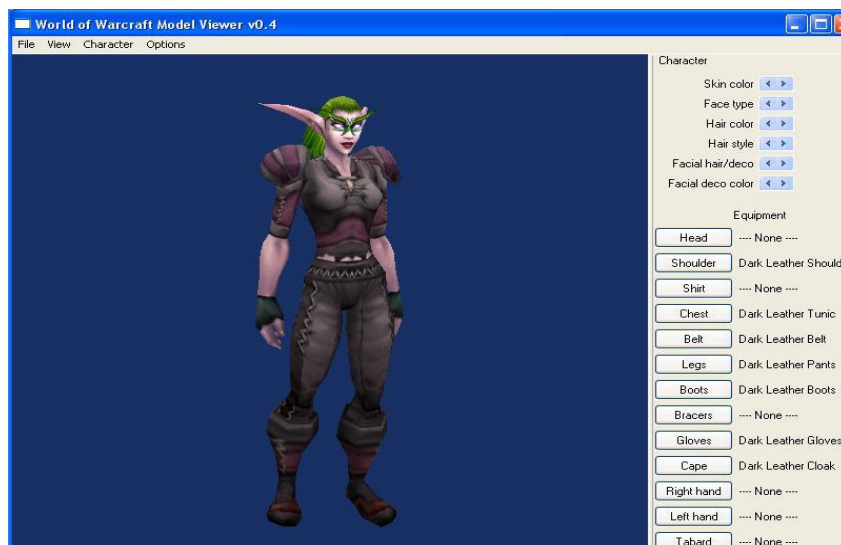 World of Warcraft Model Viewer v0.4
File View Character Options
Character
Skin color
Face type
Hair color
Hair style
Facial hair/deco
Facial deco color
Equipment
Head ---- None ----
Shoulder Dark Leather Should
Shirt ---- None ----
Chest Dark Leather Tunic
Belt Dark Leather Belt
Legs Dark Leather Pants
Boots Dark Leather Boots
Bracers ---- None ----
Gloves Dark Leather Gloves
Cape Dark Leather Cloak
Right hand ---- None ----
Left hand ---- None ----
Tabard ---- None ----